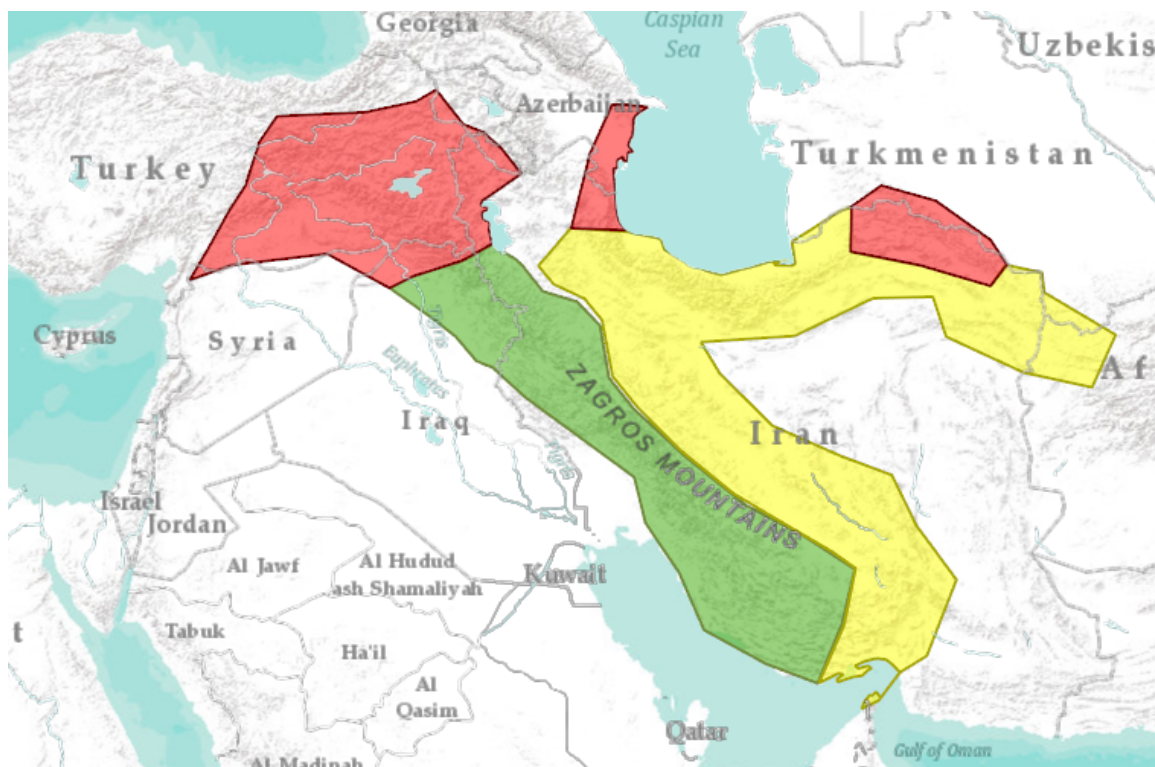 Georgia
Caspian
Sea
Uzbekis
Azerbaijan
Turkey
Turkmenistan
Cyprus
Syria
Tigris
Euphrates
Af
ZAGROS MOUNTAINS
Iraq
Iran
Tigris
Israel
Jordan
Al Jawf
Al Hudud
ash Shamaliyah
Kuwait
t
Tabuk
Ha'il
Al
Qasim
Qatar
Gulf of Oman
Al Madinah